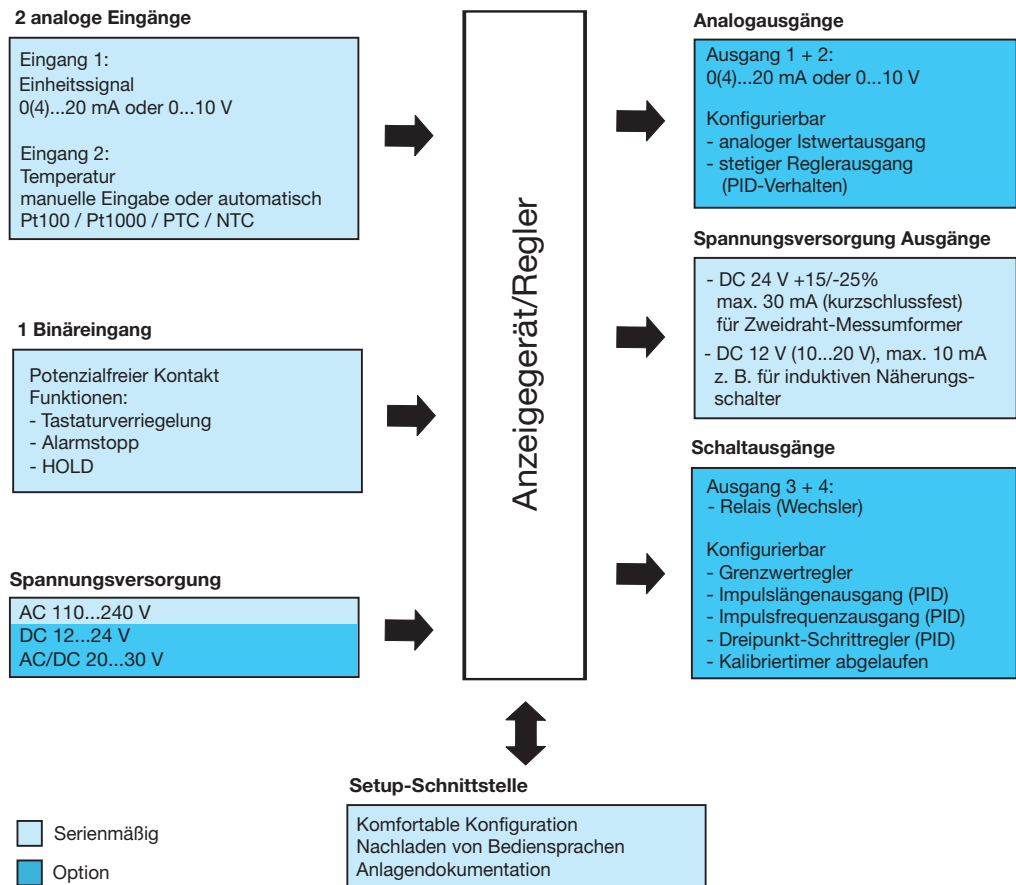 2 analoge Eingänge
Eingang 1:
Einheitssignal
0(4)...20 mA oder 0...10 V
Eingang 2:
Temperatur
manuelle Eingabe oder automatisch
Pt100 / Pt1000 / PTC / NTC
1 Binäreingang
Potenzialfreier Kontakt
Funktionen:
- Tastaturverriegelung
- Alarmstopp
- HOLD
Spannungsversorgung
AC 110...240 V
DC 12...24 V
AC/DC 20...30 V
Anzeigegerät/Regler
Analogausgänge
Ausgang 1 + 2:
0(4)...20 mA oder 0...10 V
Konfigurierbar
- analoger Istwertausgang
- stetiger Reglerausgang
(PID-Verhalten)
Spannungsversorgung Ausgänge
- DC 24 V +15/-25%
max. 30 mA (kurzschlussfest)
für Zweidraht-Messumformer
- DC 12 V (10...20 V), max. 10 mA
z. B. für induktiven Näherungs-
schalter
Schaltausgänge
Ausgang 3 + 4:
- Relais (Wechsler)
Konfigurierbar
- Grenzwertregler
- Impulslängenausgang (PID)
- Impulsfrequenzausgang (PID)
- Dreipunkt-Schrittregler (PID)
- Kalibriertimer abgelaufen
Setup-Schnittstelle
Komfortable Konfiguration
Nachladen von Bediensprachen
Anlagendokumentation
Serienmäßig
Option